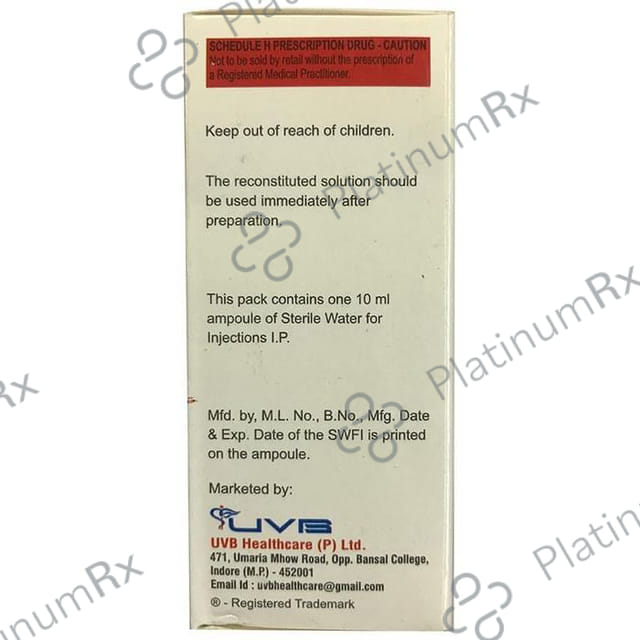 SCHEDULE H PRESCRIPTION DRUG - CAUTION
Not to be sold by retail without the prescription of
a Registered Medical Practitioner.
Keep out of reach of children.
The reconstituted solution should
be used immediately after
preparation.
This pack contains one 10 ml
ampoule of Sterile Water for
Injections I.P.
Mfd. by, M.L. No., B.No., Mfg. Date
& Exp. Date of the SWFI is printed
on the ampoule.
Marketed by:
UVB
UVB Healthcare (P) Ltd.
471, Umaria Mhow Road, Opp. Bansal College,
Indore (M.P.) - 452001
Email Id : uvbhealthcare@gmail.com
® - Registered Trademark
PlatinumRx
PlatinumRx
PlatinumRx
Rx
PlatinumRx
tinumRx